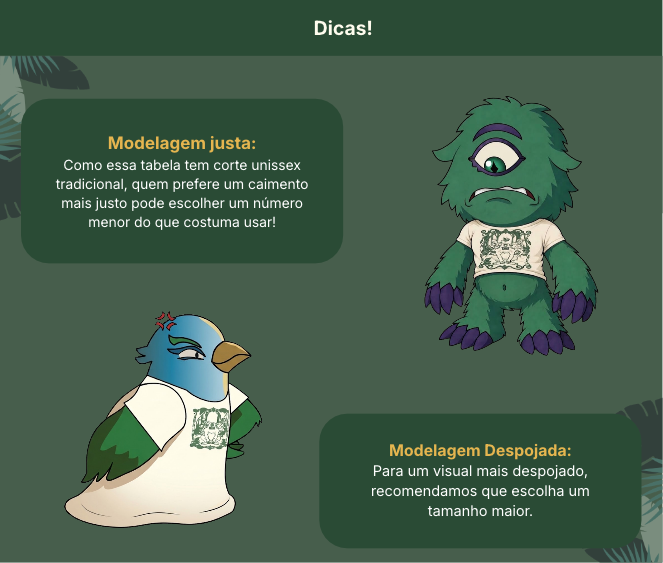 Dicas!
Modelagem justa:
Como essa tabela tem corte unissex
tradicional, quem prefere um caimento
mais justo pode escolher um número
menor do que costuma usar!
Modelagem Despojada:
Para um visual mais despojado,
recomendamos que escolha um
tamanho maior.